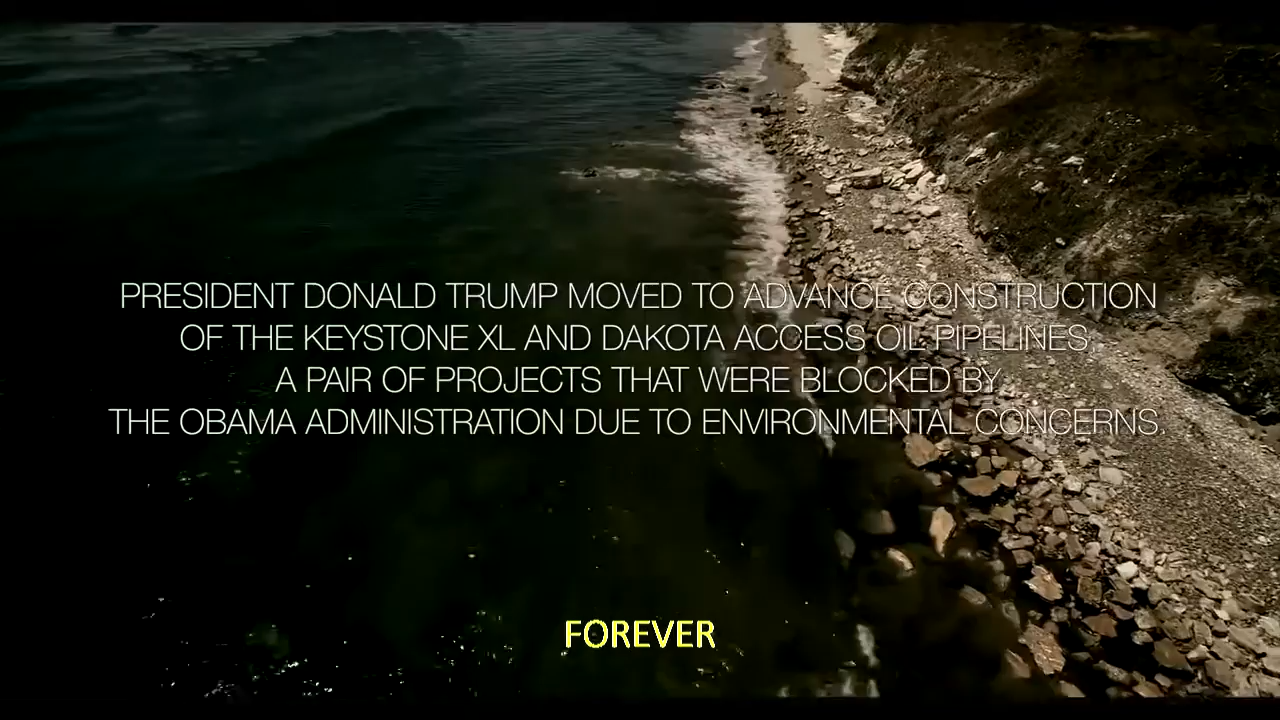 PRESIDENT DONALD TRUMP MOVED TO ADVANCE CONSTRUCTION
OF THE KEYSTONE XL AND DAKOTA ACCESS OIL PIPELINES,
A PAIR OF PROJECTS THAT WERE BLOCKED BY
THE OBAMA ADMINISTRATION DUE TO ENVIRONMENTAL CONCERNS.
FOREVER